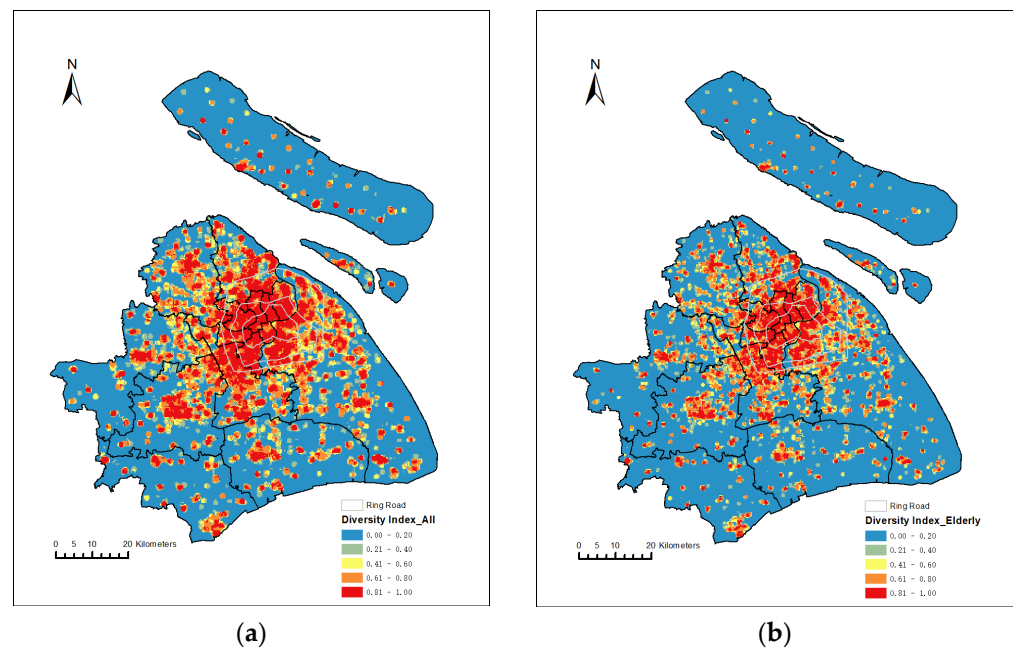 N
Ring Road
Diversity Index_All
0.00 - 0.20
0.21 - 0.40
0.41 - 0.60
0.61 - 0.80
0.81 - 1.00
0 5 10 20 Kilometers
(a)
N
Ring Road
Diversity Index_Elderly
0.00 - 0.20
0.21 - 0.40
0.41 - 0.60
0.61 - 0.80
0.81 - 1.00
0 5 10 20 Kilometers
(b)